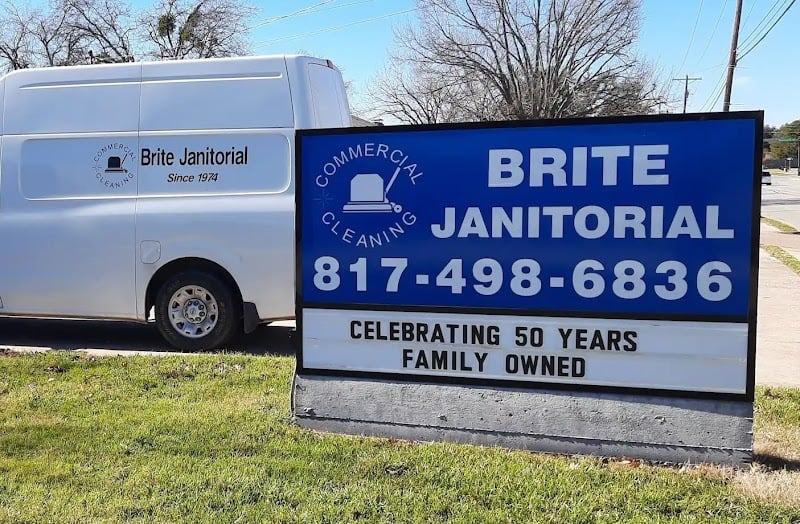 COMMERCIAL
CLEANING
Brite Janitorial
Since 1974
COMMERCIAL
CLEANING
BRITE
JANITORIAL
817-498-6836
CELEBRATING 50 YEARS
FAMILY OWNED